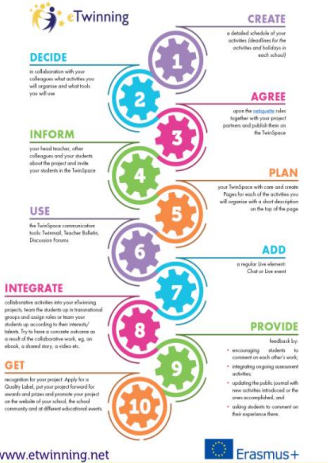 eTwinning
CREATE
a detailed schedule of your
activities (deadlines for the
activities and holidays in
each school)
1
DECIDE
in collaboration with your
colleagues what activities you
will organise and what tools
you will use
2
AGREE
upon the netiquette rules
together with your project
partners and publish them on
the TwinSpace
3
INFORM
your head teacher, other
colleagues and your students
about the project and invite
your students in the TwinSpace
4
PLAN
your TwinSpace with care and create
Pages for each of the activities you
will organise with a short description
on the top of the page
5
USE
the TwinSpace communication
tools: Twinmail, Teacher Bulletin,
Discussion Forums
6
ADD
a regular Live element:
Chat or Live event
7
INTEGRATE
collaborative activities into your eTwinning
projects, team the students up in transnational
groups and assign roles or team your
students up according to their interests/
talents. Try to have a concrete outcome as
a result of the collaborative work, eg, an
ebook, a shared story, a video etc.
8
PROVIDE
feedback by:
• encouraging students to
comment on each other's work;
• integrating ongoing assessment
activities;
• updating the public journal with
new activities introduced or the
ones accomplished, and
• asking students to comment on
their experience there.
9
GET
recognition for your project. Apply for a
Quality Label, put your project forward for
awards and prizes and promote your project
on the website of your school, the school
community and at different educational events.
10
www.etwinning.net
Erasmus+